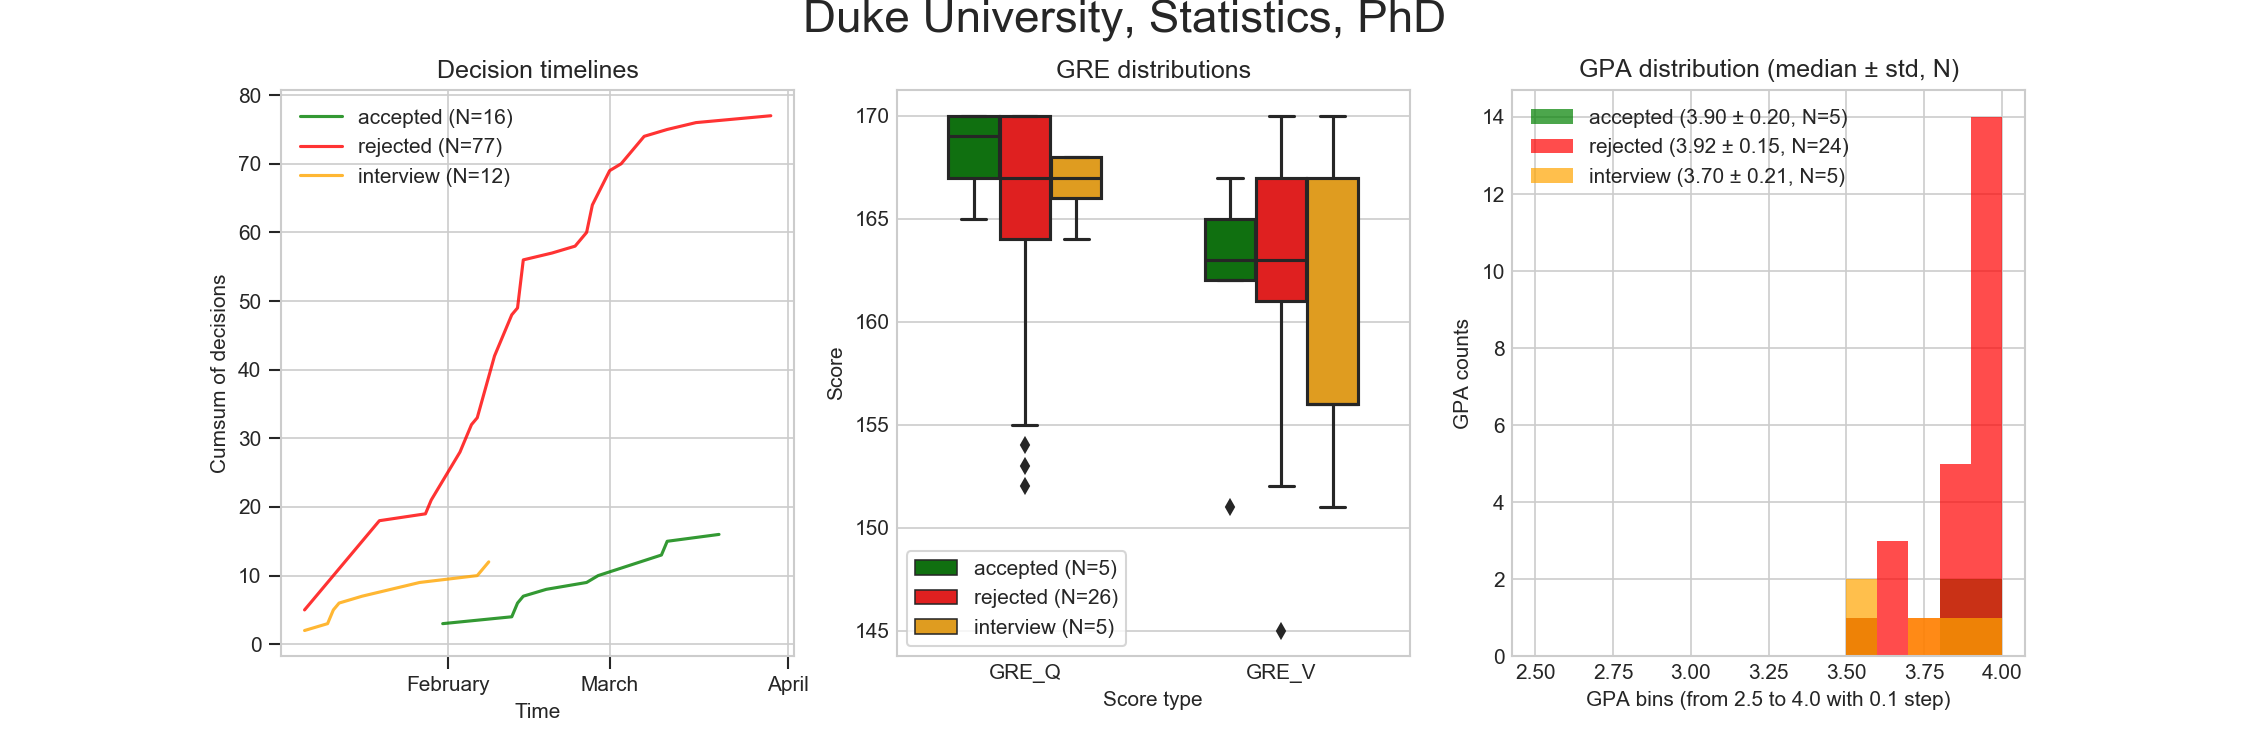 Duke University, Statistics, PhD
Decision timelines
80
70
60
50
40
30
20
10
0
Cumsum of decisions
accepted (N=16)
rejected (N=77)
interview (N=12)
February
March
April
Time
GRE distributions
170
165
160
155
150
145
Score
accepted (N=5)
rejected (N=26)
interview (N=5)
GRE_Q
GRE_V
Score type
GPA distribution (median ± std, N)
14
12
10
8
6
4
2
0
GPA counts
accepted (3.90 ± 0.20, N=5)
rejected (3.92 ± 0.15, N=24)
interview (3.70 ± 0.21, N=5)
2.50
2.75
3.00
3.25
3.50
3.75
4.00
GPA bins (from 2.5 to 4.0 with 0.1 step)